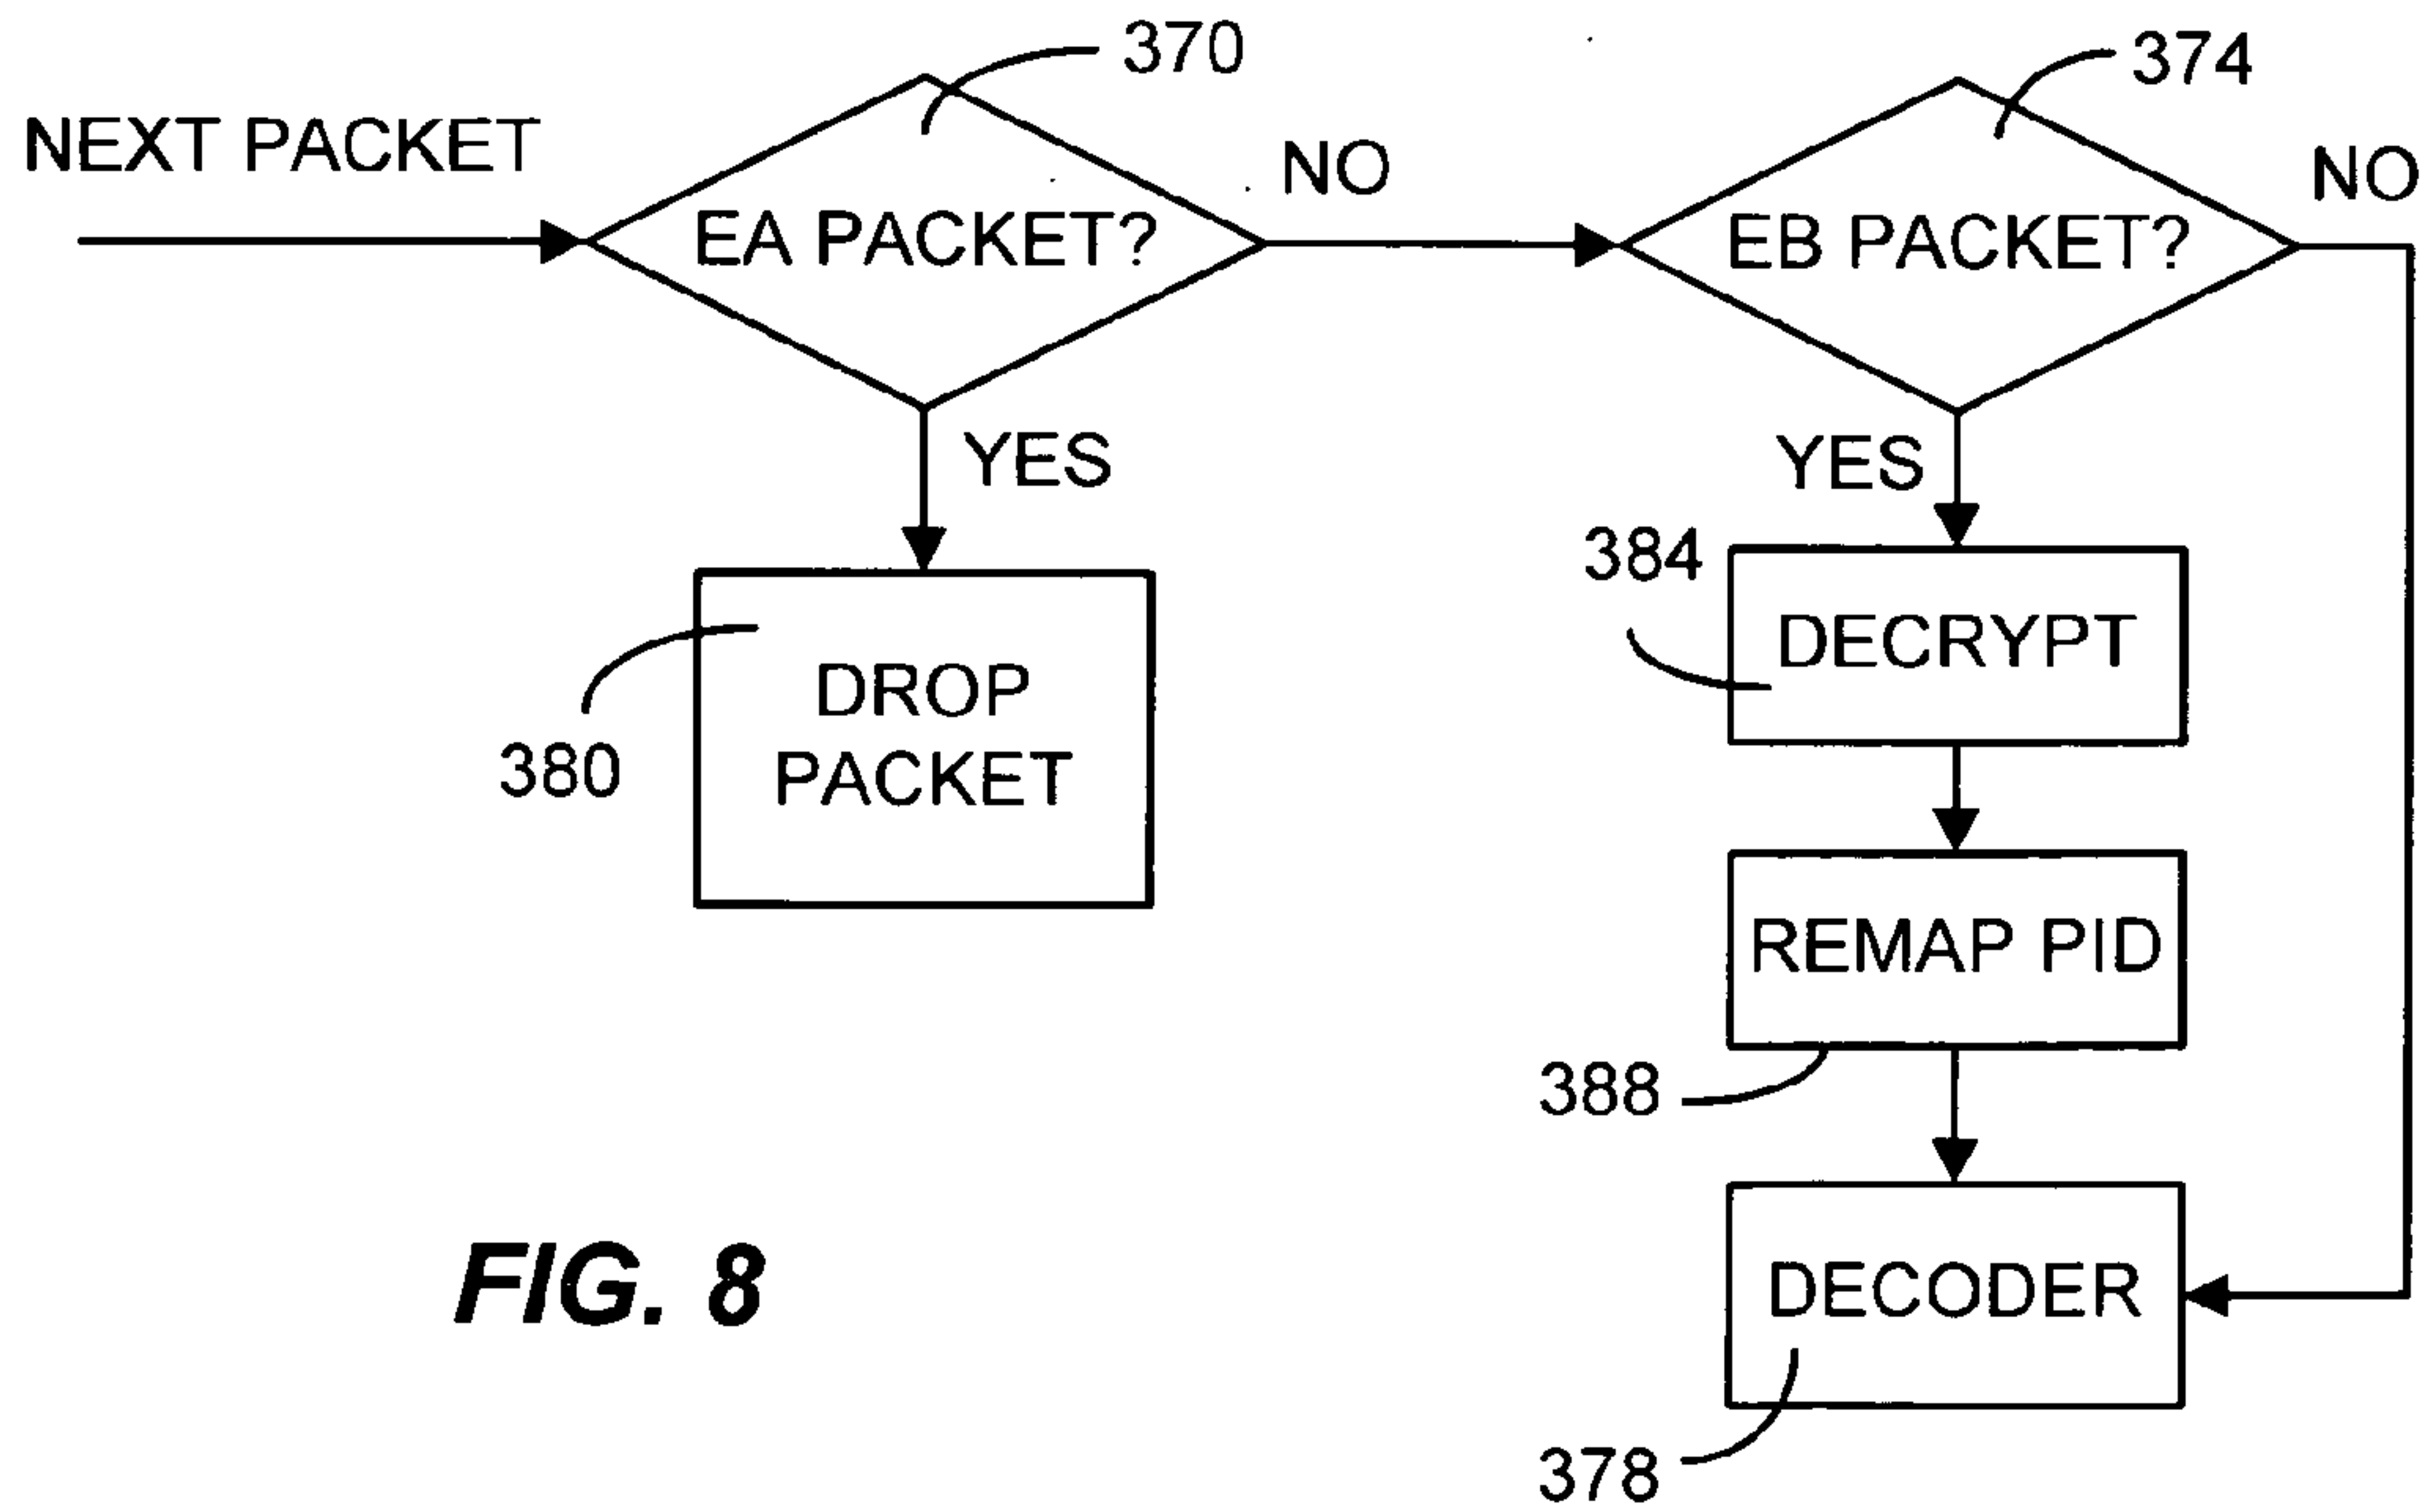 370
374
NEXT PACKET
NO
NO
EA PACKET?
EB PACKET?
YES
YES
384
DECRYPT
DROP
PACKET
380
REMAP PID
388
DECODER
FIG. 8
378